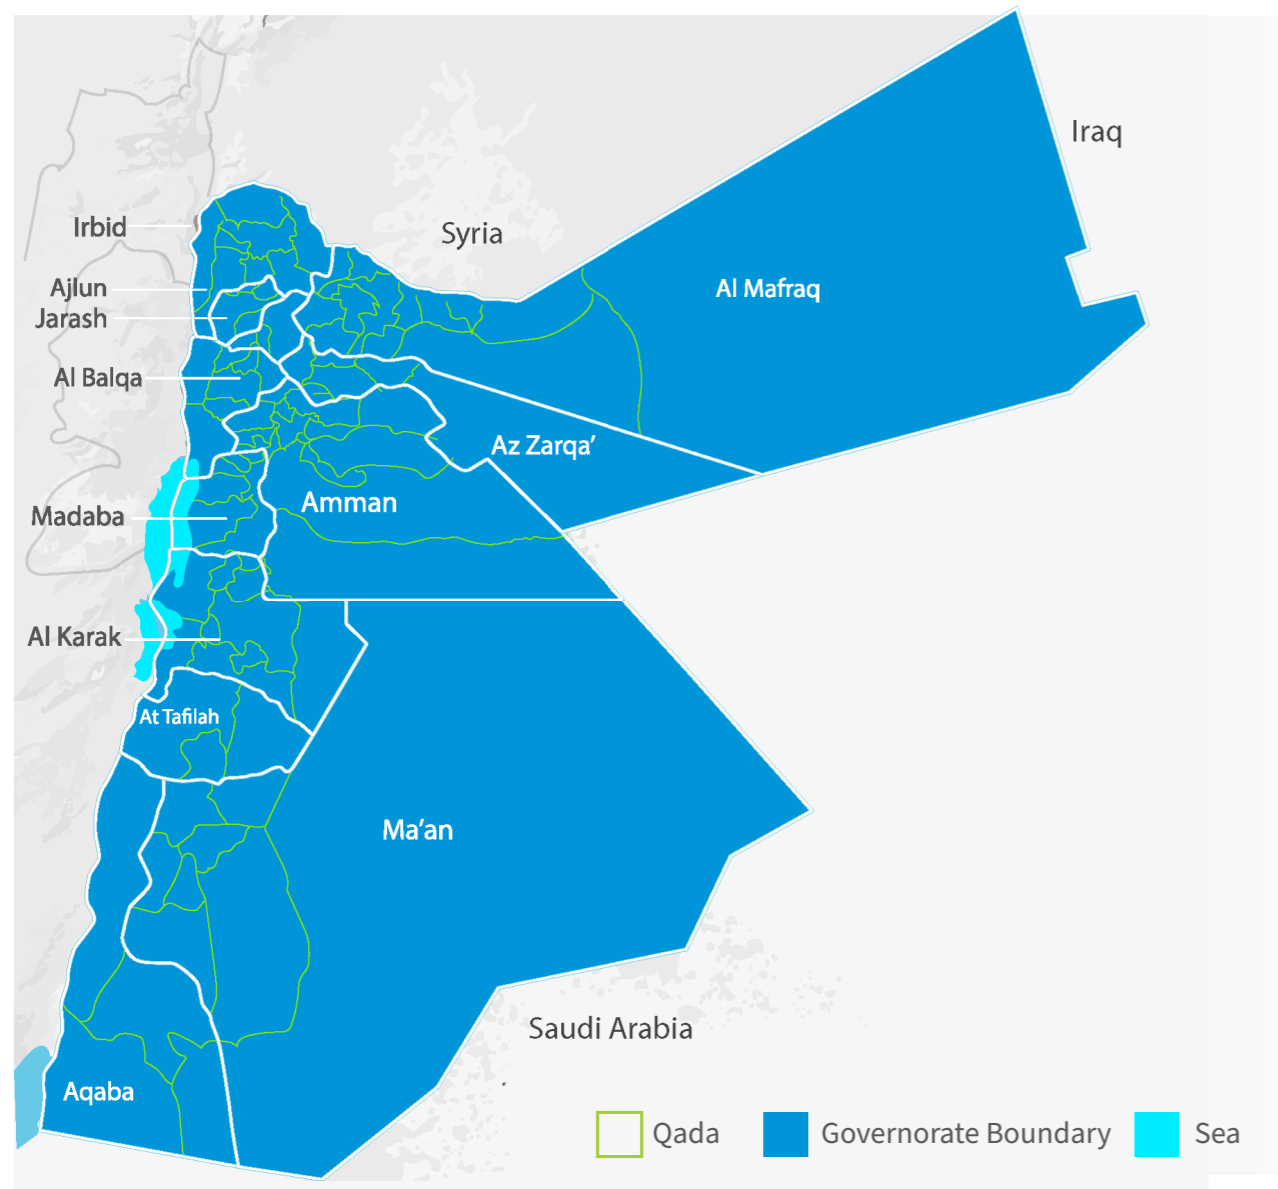 Iraq
Irbid
Syria
Ajlun
Al Mafraq
Jarash
Al Balqa
Az Zarqa’
Amman
Madaba
Al Karak
At Tafilah
Ma’an
Saudi Arabia
Aqaba
Qada
Governorate Boundary
Sea